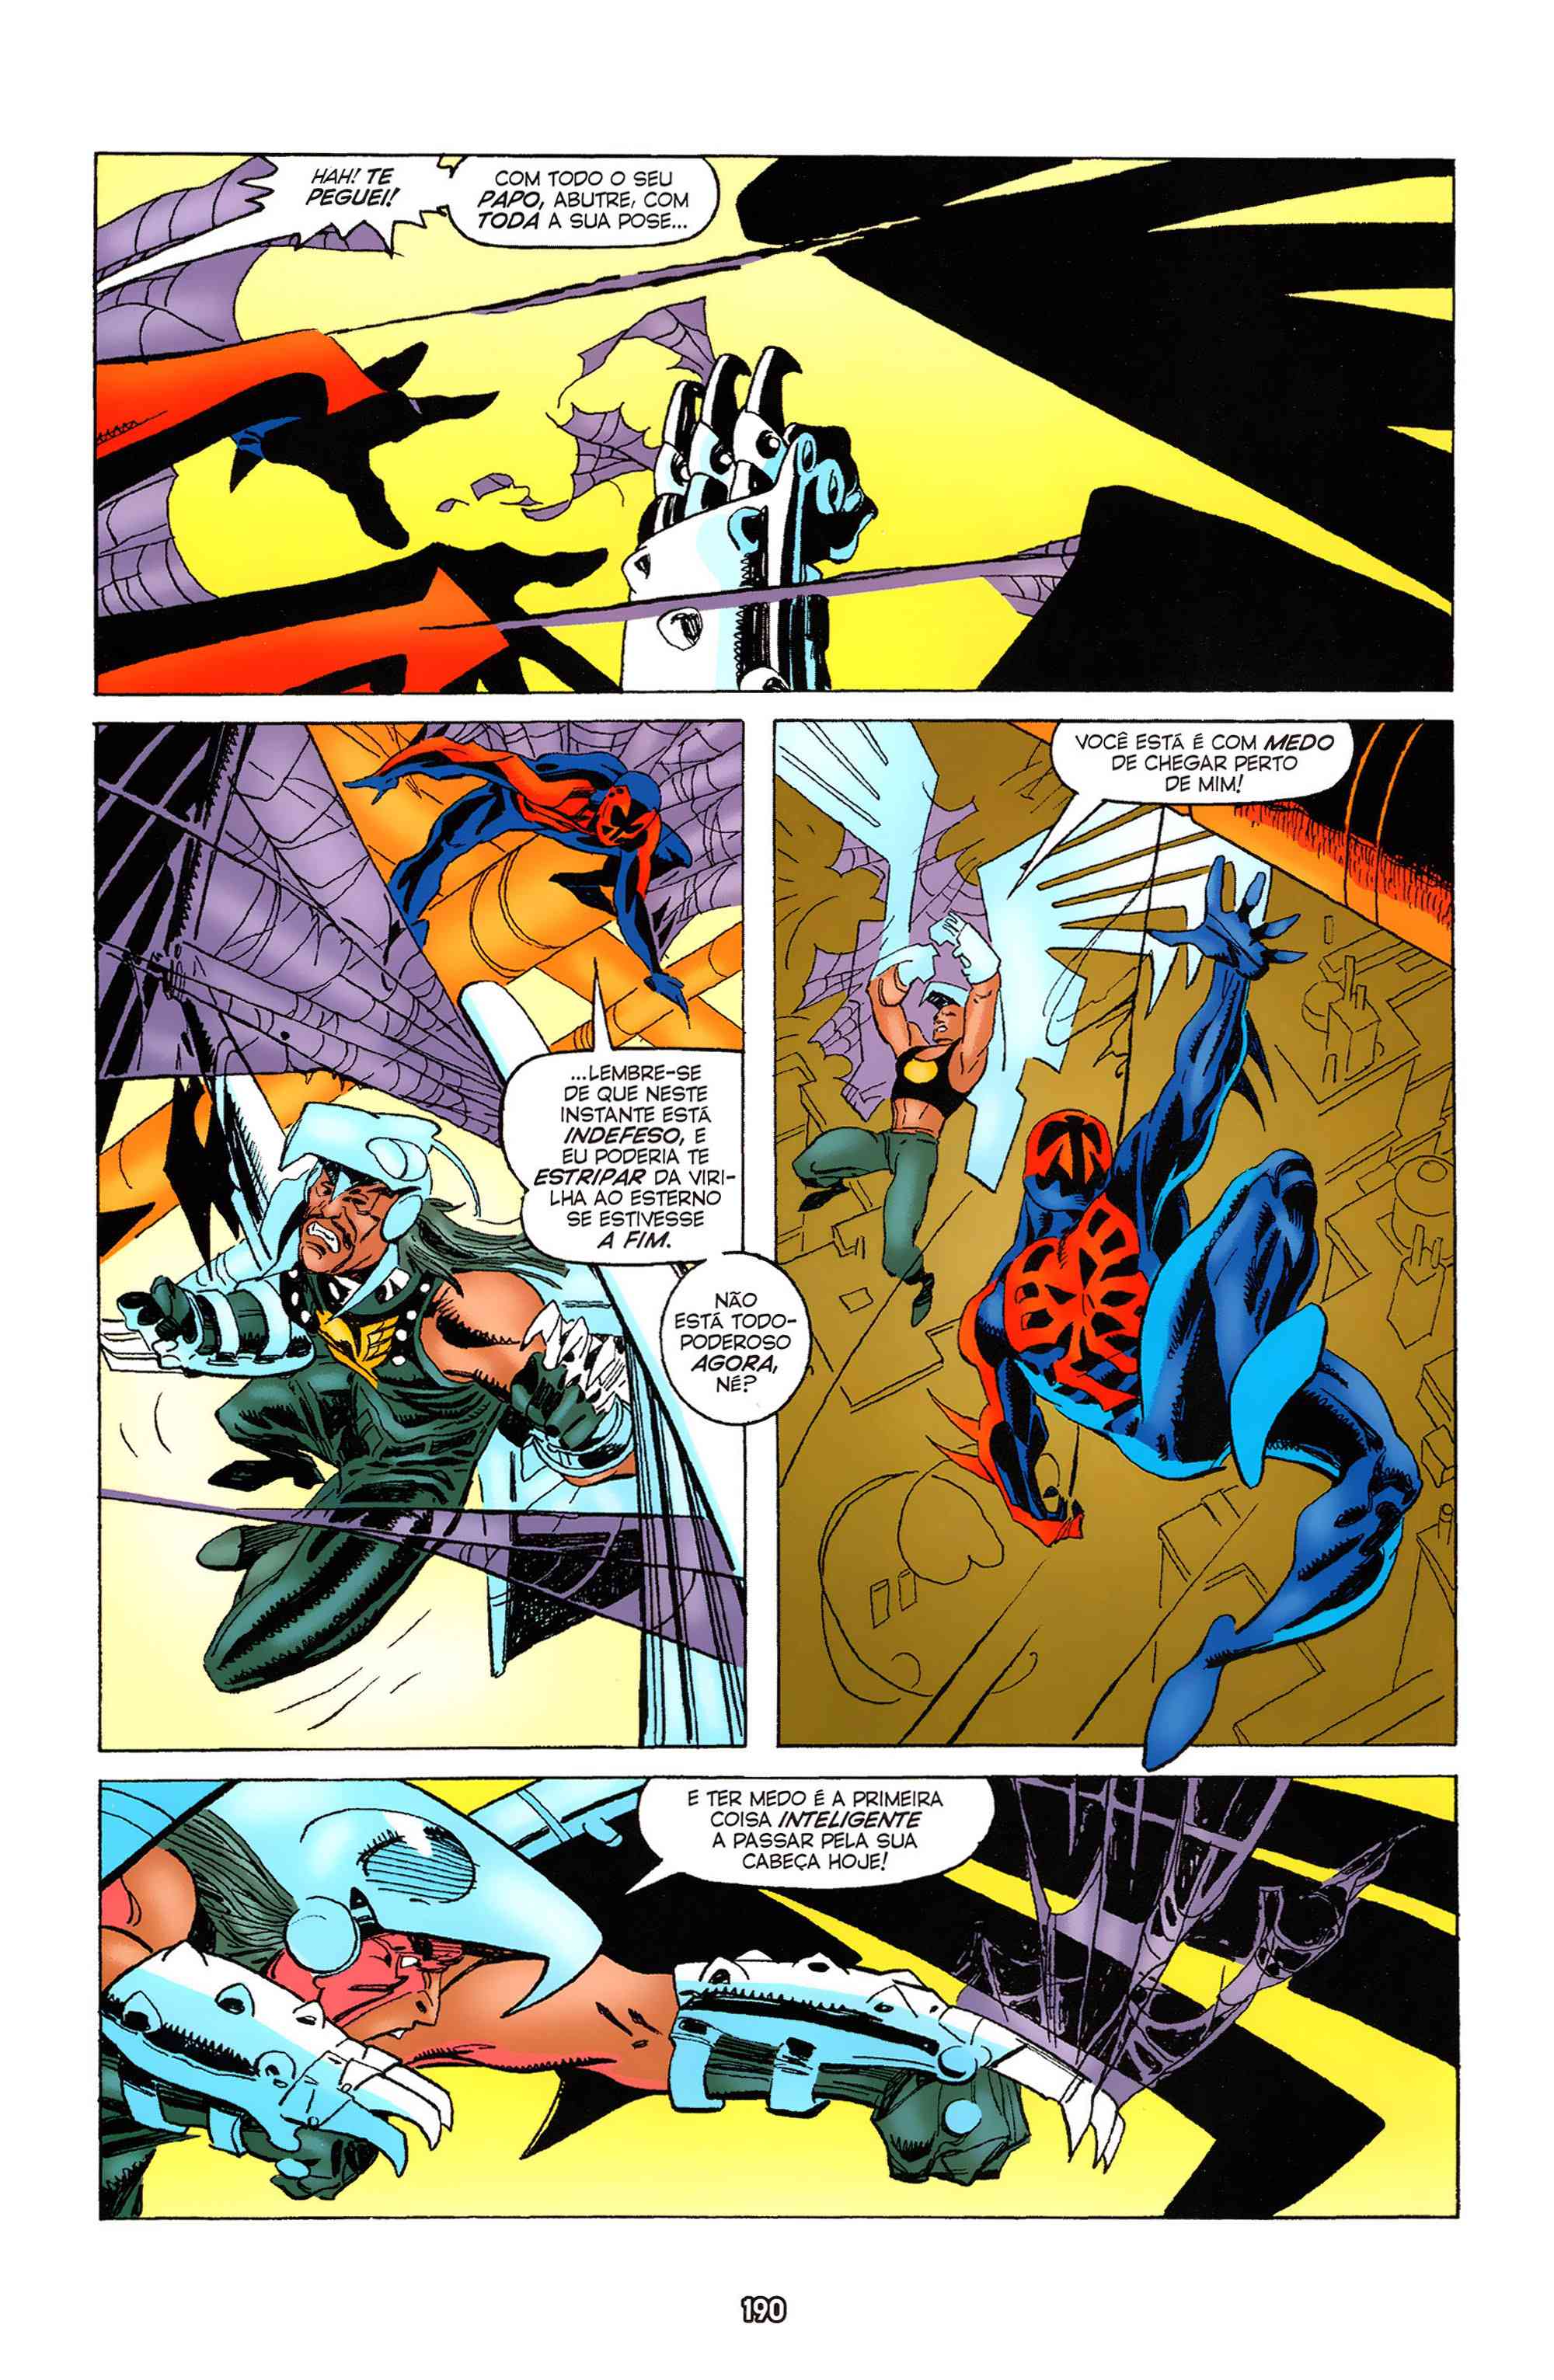 HAH! TE
PEGUEI!
COM TODO O SEU
PAPO, ABUTRE, COM
TODA A SUA POSE...
...LEMBRE-SE
DE QUE NESTE
INSTANTE ESTÁ
INDEFESO, E
EU PODERIA TE
ESTRIPAR DA VIRI-
LHA AO ESTERNO
SE ESTIVESSE
A FIM.
NÃO
ESTÁ TODO-
PODEROSO
AGORA,
NÉ?
VOCÊ ESTÁ É COM MEDO
DE CHEGAR PERTO
DE MIM!
E TER MEDO É A PRIMEIRA
COISA INTELIGENTE
A PASSAR PELA SUA
CABEÇA HOJE!
190